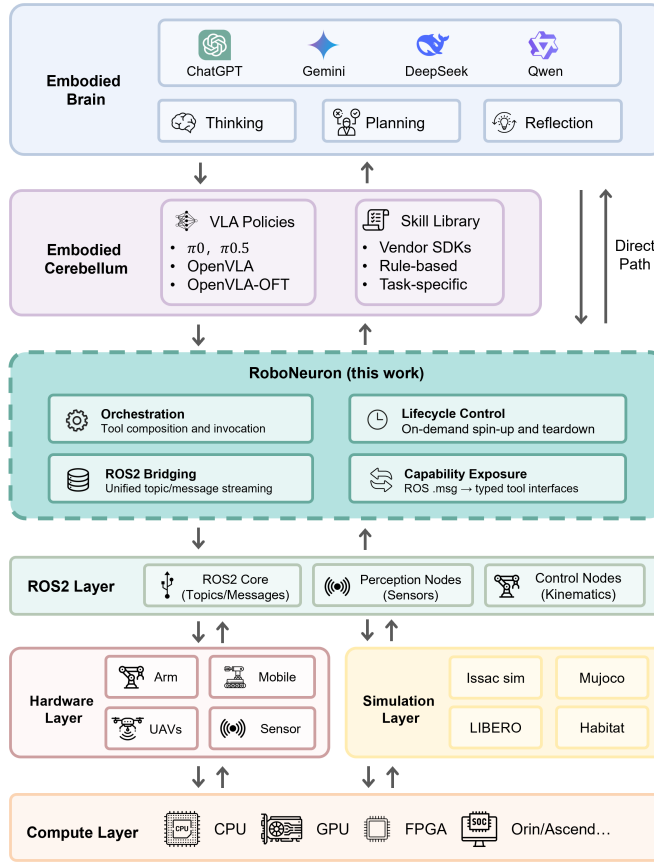 Embodied
Brain
ChatGPT
Gemini
DeepSeek
Qwen
Thinking
Planning
Reflection
Embodied
Cerebellum
VLA Policies
• π0, π0.5
• OpenVLA
• OpenVLA-OFT
Skill Library
• Vendor SDKs
• Rule-based
• Task-specific
Direct
Path
RoboNeuron (this work)
Orchestration
Tool composition and invocation
Lifecycle Control
On-demand spin-up and teardown
ROS2 Bridging
Unified topic/message streaming
Capability Exposure
ROS .msg → typed tool interfaces
ROS2 Layer
ROS2 Core
(Topics/Messages)
Perception Nodes
(Sensors)
Control Nodes
(Kinematics)
Hardware
Layer
Arm
Mobile
UAVs
Sensor
Simulation
Layer
Issac sim
Mujoco
LIBERO
Habitat
Compute Layer
CPU
CPU
GPU
FPGA
SOC
Orin/Ascend...